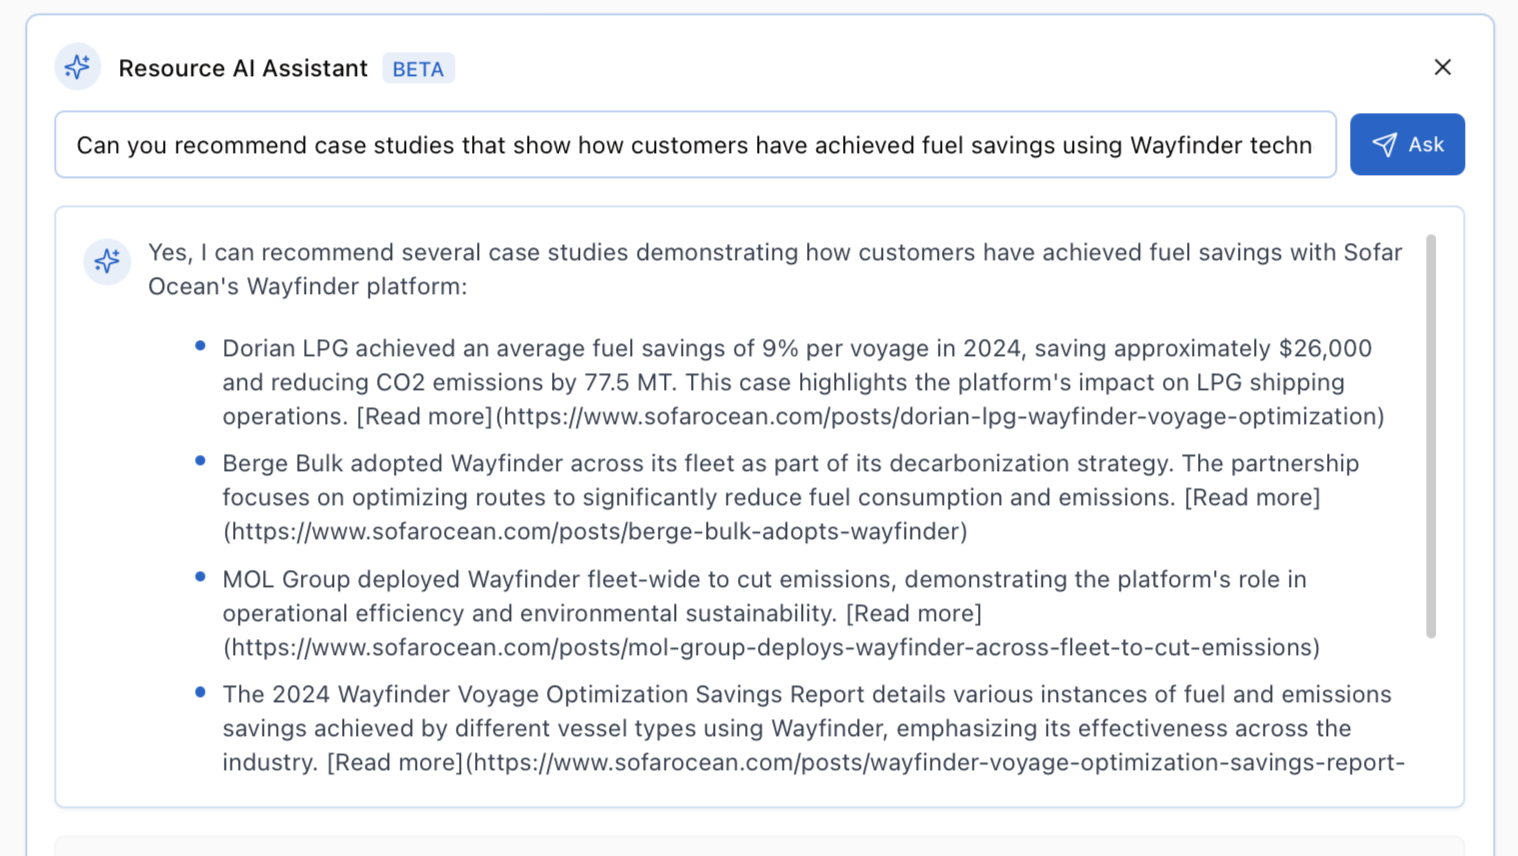 Resource AI Assistant BETA
Can you recommend case studies that show how customers have achieved fuel savings using Wayfinder techn
Ask
Yes, I can recommend several case studies demonstrating how customers have achieved fuel savings with Sofar
Ocean's Wayfinder platform:
Dorian LPG achieved an average fuel savings of 9% per voyage in 2024, saving approximately $26,000
and reducing CO2 emissions by 77.5 MT. This case highlights the platform's impact on LPG shipping
operations. [Read more](https://www.sofarocean.com/posts/dorian-lpg-wayfinder-voyage-optimization)
Berge Bulk adopted Wayfinder across its fleet as part of its decarbonization strategy. The partnership
focuses on optimizing routes to significantly reduce fuel consumption and emissions. [Read more]
(https://www.sofarocean.com/posts/berge-bulk-adopts-wayfinder)
MOL Group deployed Wayfinder fleet-wide to cut emissions, demonstrating the platform's role in
operational efficiency and environmental sustainability. [Read more]
(https://www.sofarocean.com/posts/mol-group-deploys-wayfinder-across-fleet-to-cut-emissions)
The 2024 Wayfinder Voyage Optimization Savings Report details various instances of fuel and emissions
savings achieved by different vessel types using Wayfinder, emphasizing its effectiveness across the
industry. [Read more](https://www.sofarocean.com/posts/wayfinder-voyage-optimization-savings-report-